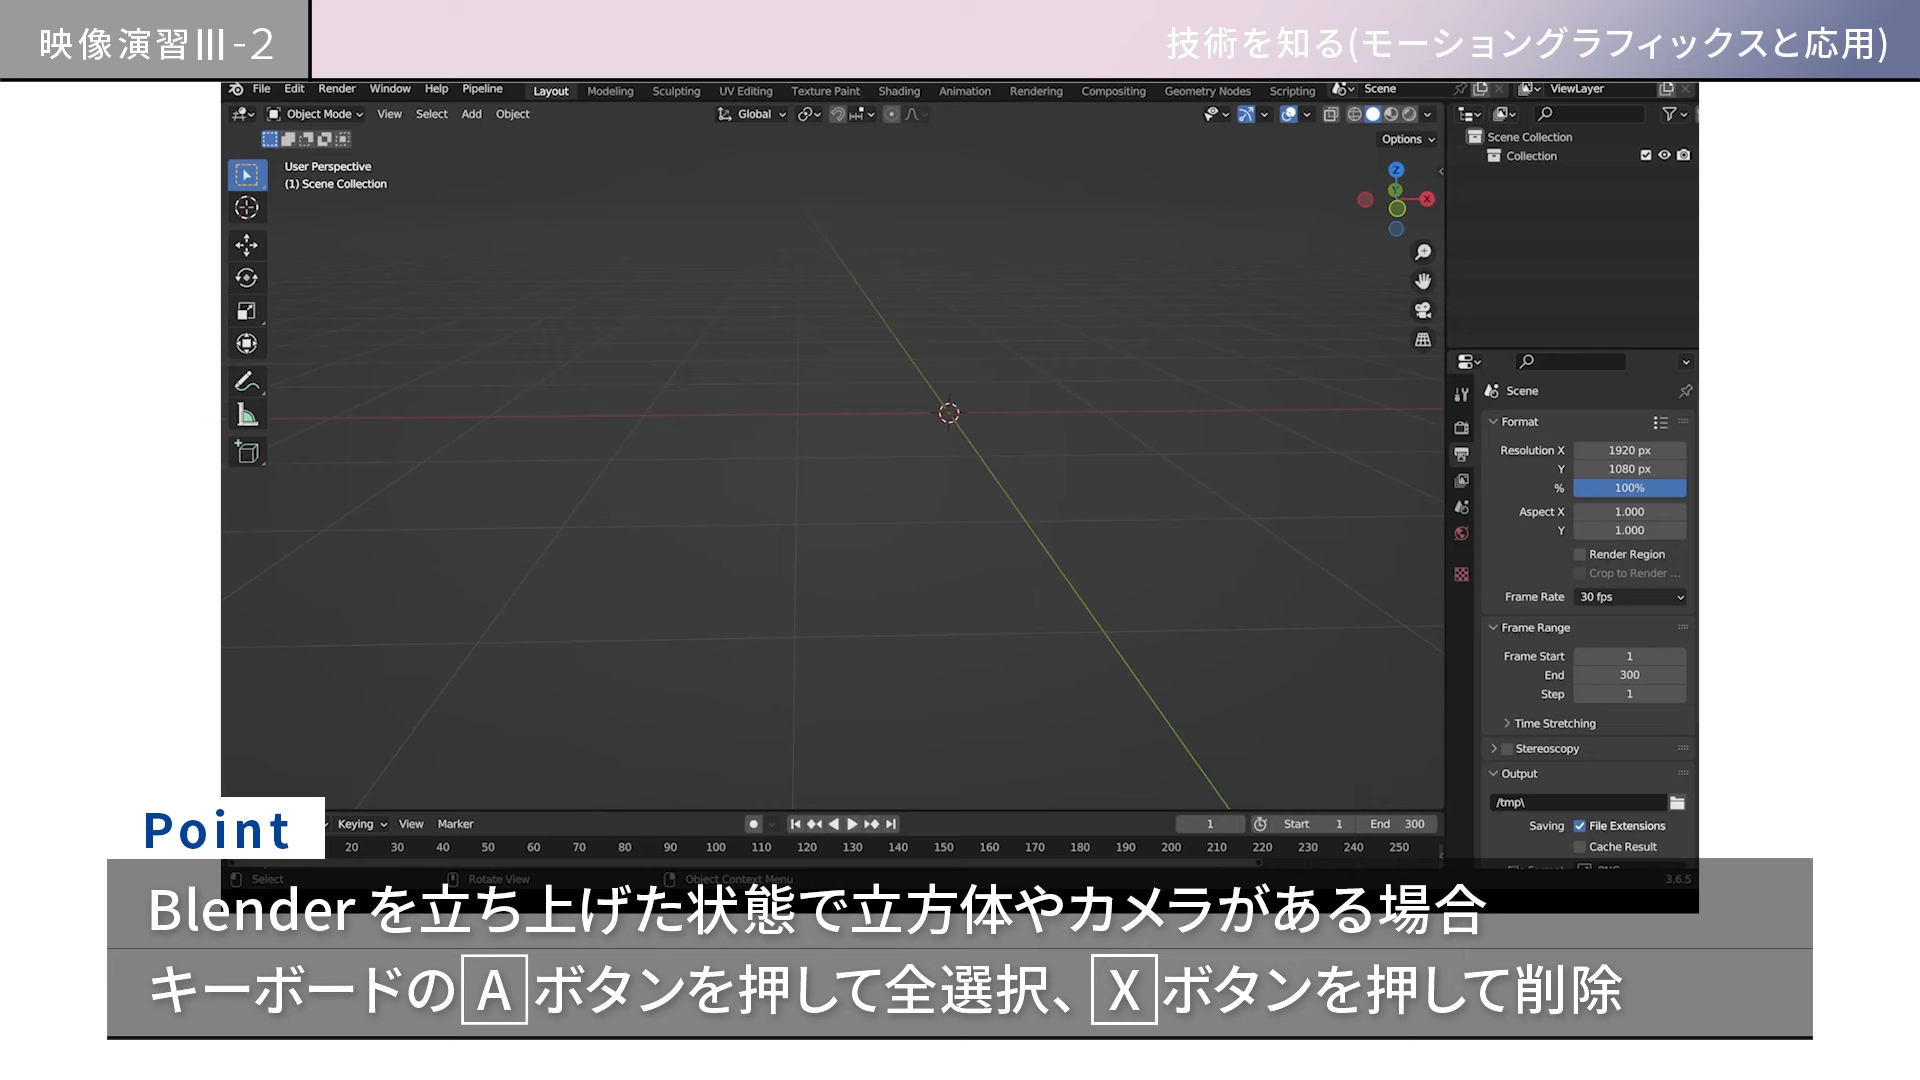 映像演習Ⅲ-2
技術を知る(モーショングラフィックスと応用)
File Edit Render Window Help Pipeline Layout Modeling Sculpting UV Editing Texture Paint Shading Animation Rendering Compositing Geometry Nodes Scripting Scene ViewLayer
Object Mode View Select Add Object Global
Options
User Perspective
(1) Scene Collection
Z
Y
X
Scene Collection
Collection
Scene
Format
Resolution X 1920 px
Y 1080 px
% 100%
Aspect X 1.000
Y 1.000
Render Region
Crop to Render ...
Frame Rate 30 fps
Frame Range
Frame Start 1
End 300
Step 1
Time Stretching
Stereoscopy
Output
/tmp\
Saving File Extensions
Cache Result
Keying View Marker 1 Start 1 End 300
20 30 40 50 60 70 80 90 100 110 120 130 140 150 160 170 180 190 200 210 220 230 240 250
Select Rotate View Object Context Menu 3.6.5
Point
Blender を立ち上げた状態で立方体やカメラがある場合
キーボードの A ボタンを押して全選択、 X ボタンを押して削除